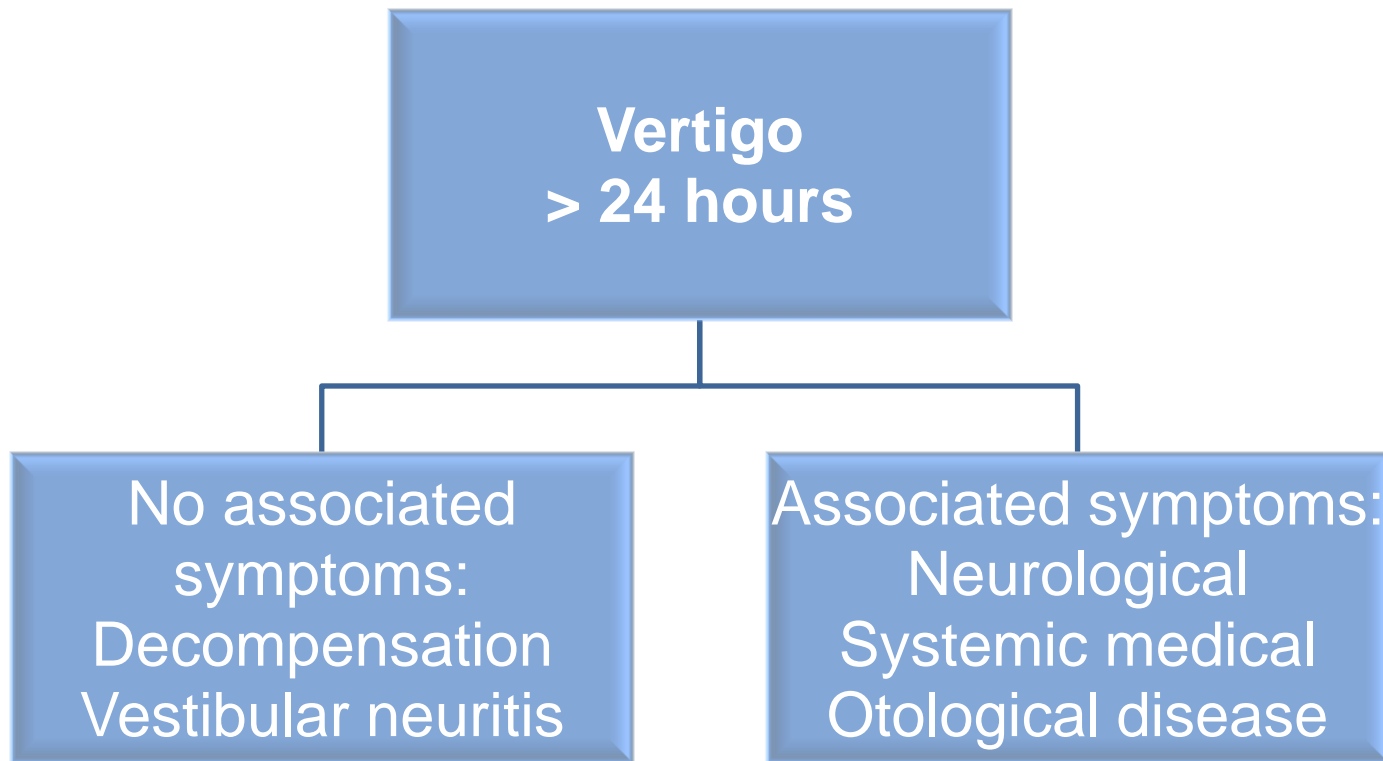 Vertigo
> 24 hours
No associated
symptoms:
Decompensation
Vestibular neuritis
Associated symptoms:
Neurological
Systemic medical
Otological disease